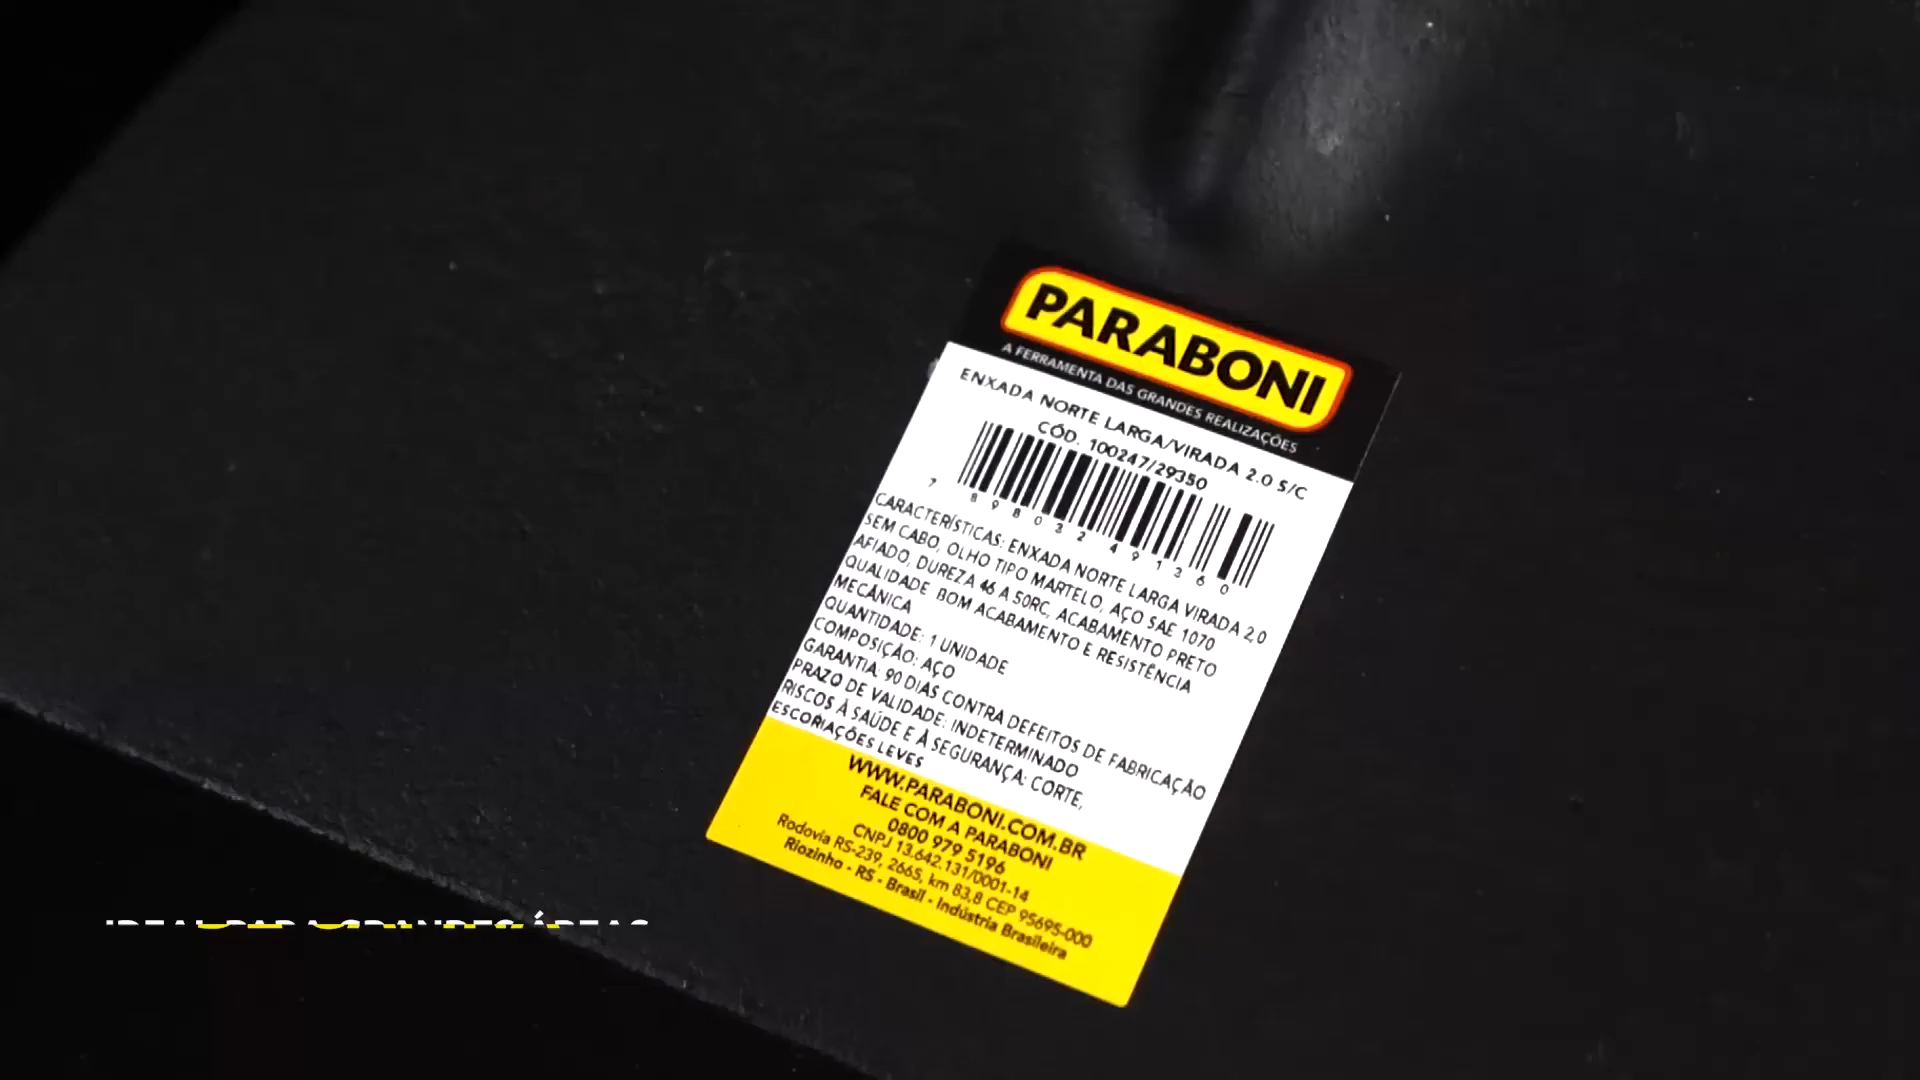 PARABONI
A FERRAMENTA DAS GRANDES REALIZAÇÕES
ENXADA NORTE LARGA/VIRADA 2.0 S/C
CÓD. 100247/29350
7 898032 491360
CARACTERÍSTICAS: ENXADA NORTE LARGA VIRADA 2,0
SEM CABO, OLHO TIPO MARTELO, AÇO SAE 1070
AFIADO, DUREZA 46 A 50RC, ACABAMENTO PRETO
QUALIDADE: BOM ACABAMENTO E RESISTÊNCIA
MECÂNICA
QUANTIDADE: 1 UNIDADE
COMPOSIÇÃO: AÇO
GARANTIA: 90 DIAS CONTRA DEFEITOS DE FABRICAÇÃO
PRAZO DE VALIDADE: INDETERMINADO
RISCOS À SAÚDE E À SEGURANÇA: CORTE,
ESCORIAÇÕES LEVES
WWW.PARABONI.COM.BR
FALE COM A PARABONI
0800 979 5196
CNPJ 13.642.131/0001-14
Rodovia RS-239, 2665, km 83,8 CEP 95695-000
Riozinho - RS - Brasil - Indústria Brasileira
IDEAL PARA GRANDES ÁREAS